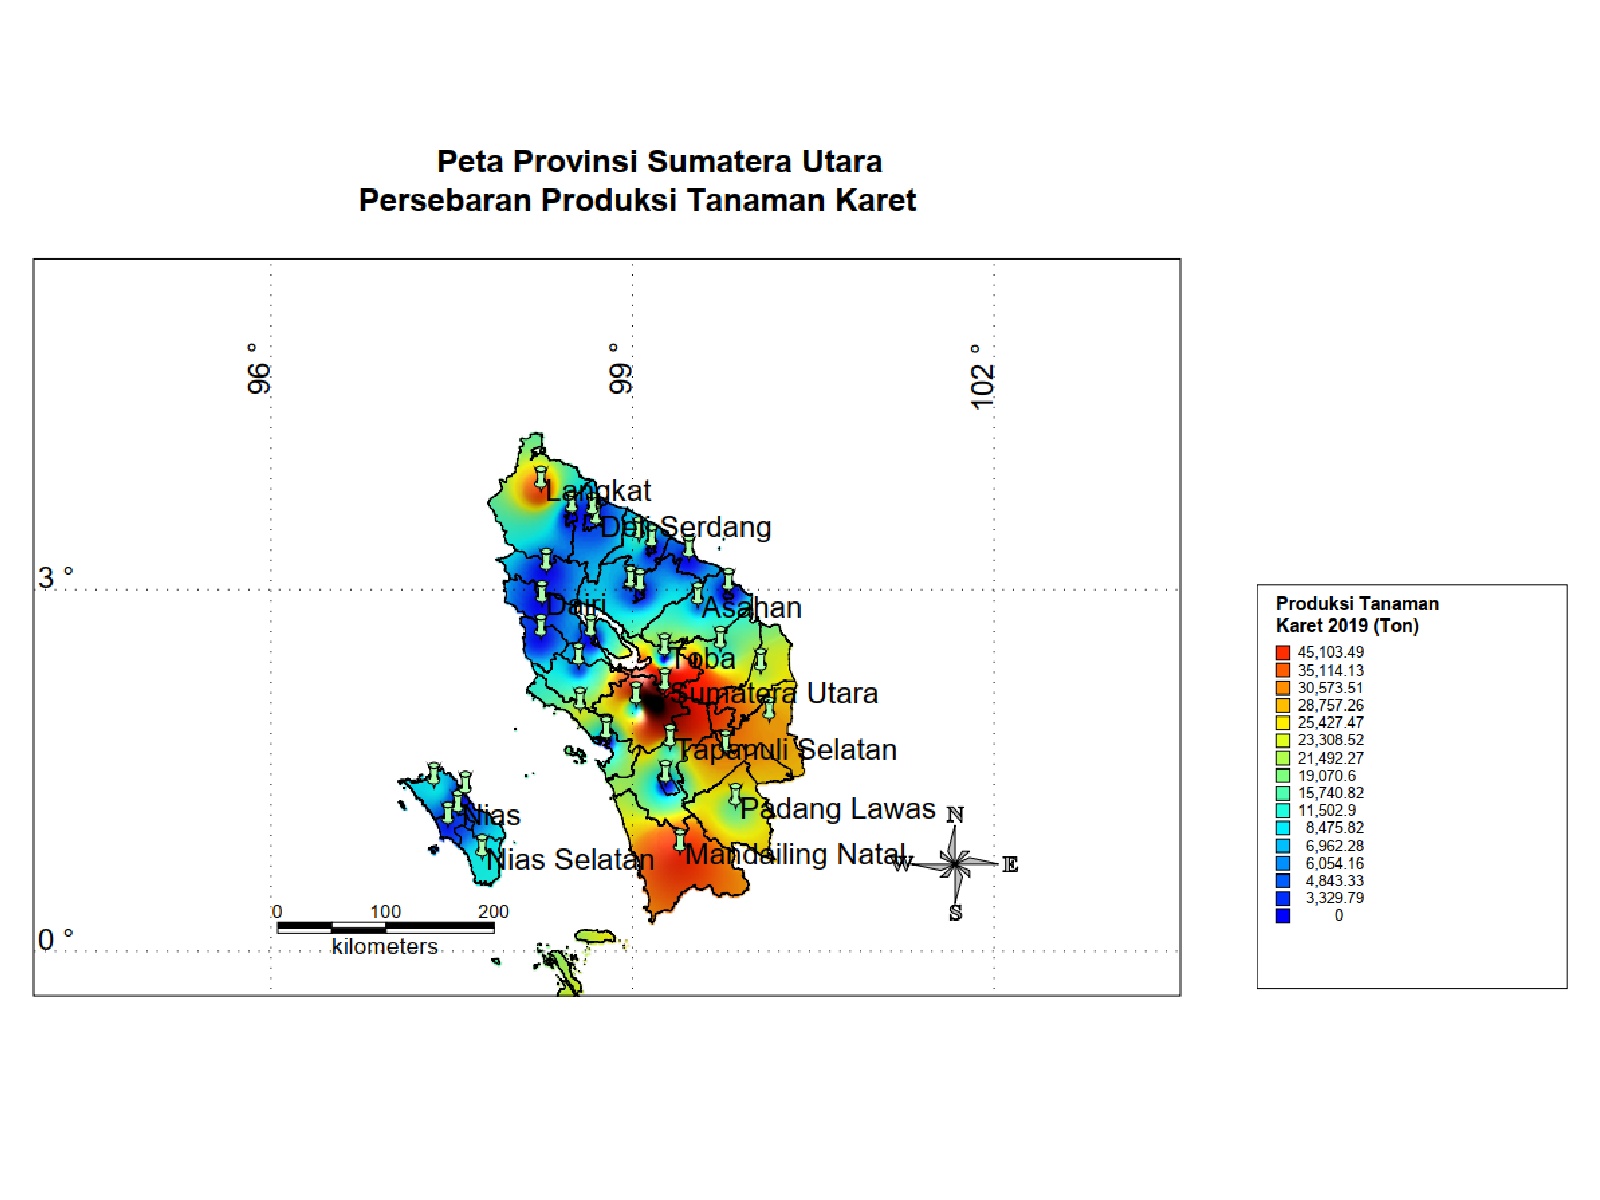 Peta Provinsi Sumatera Utara
Persebaran Produksi Tanaman Karet
96 °
99 °
102 °
Langkat
Deli Serdang
3 °
Dairi
Asahan
Toba
Sumatera Utara
Tapanuli Selatan
Nias
Padang Lawas
Nias Selatan
Mandailing Natal
N
W
E
S
0 100 200
kilometers
0 °
Produksi Tanaman
Karet 2019 (Ton)
45,103.49
35,114.13
30,573.51
28,757.26
25,427.47
23,308.52
21,492.27
19,070.6
15,740.82
11,502.9
8,475.82
6,962.28
6,054.16
4,843.33
3,329.79
0